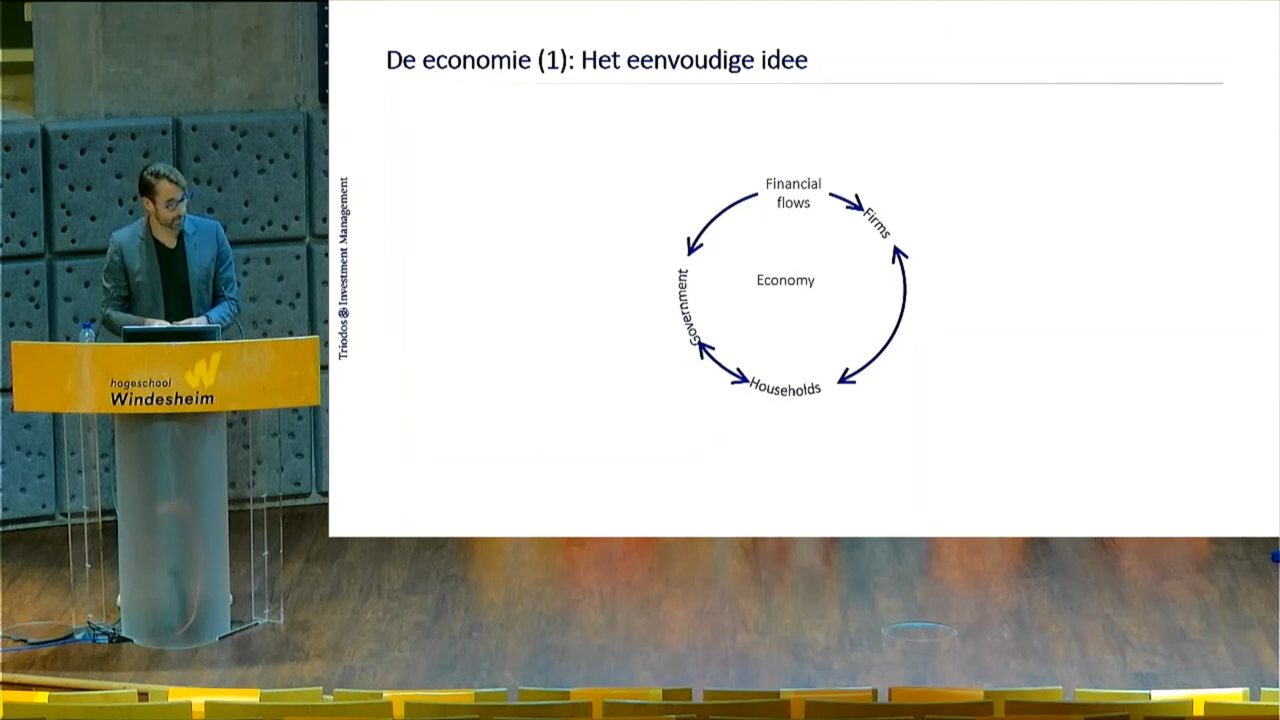 De economie (1): Het eenvoudige idee
Triodos Investment Management
Financial
flows
Firms
Economy
Government
Households
hogeschool
Windesheim